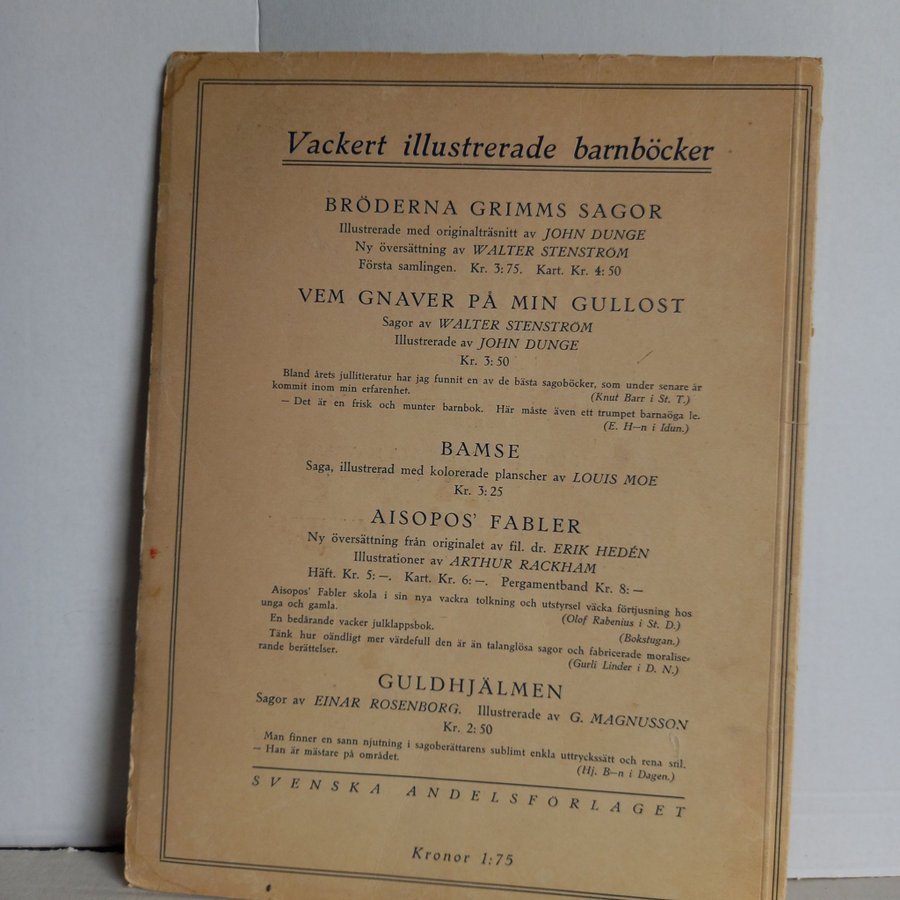 Vackert illustrerade barnböcker
BRÖDERNA GRIMMS SAGOR
Illustrerade med originalträsnitt av JOHN DUNGE
Ny översättning av WALTER STENSTRÖM
Första samlingen. Kr. 3:75. Kart. Kr. 4:50
VEM GNAVER PÅ MIN GULLOST
Sagor av WALTER STENSTRÖM
Illustrerade av JOHN DUNGE
Kr. 3:50
Bland årets jullitteratur har jag funnit en av de bästa sagoböcker, som under senare år
kommit inom min erfarenhet. (Knut Barr i St. T.)
— Det är en frisk och munter barnbok. Här måste även ett trumpet barnaöga le.
(E. H—n i Idun.)
BAMSE
Saga, illustrerad med kolorerade planscher av LOUIS MOE
Kr. 3:25
AISOPOS' FABLER
Ny översättning från originalet av fil. dr. ERIK HEDÉN
Illustrationer av ARTHUR RACKHAM
Häft. Kr. 5:—. Kart. Kr. 6:—. Pergamentband Kr. 8:—
Aisopos' Fabler skola i sin nya vackra tolkning och utstyrsel väcka förtjusning hos
unga och gamla. (Olof Rabenius i St. D.)
En bedårande vacker julklappsbok. (Bokstugan.)
Tänk hur oändligt mer värdefull den är än talanglösa sagor och fabricerade moralise-
rande berättelser. (Gurli Linder i D. N.)
GULDHJÄLMEN
Sagor av EINAR ROSENBORG. Illustrerade av G. MAGNUSSON
Kr. 2:50
Man finner en sann njutning i sagoberättarens sublimt enkla uttryckssätt och rena stil.
— Han är mästare på området. (Hj. B—n i Dagen.)
SVENSKA ANDELSFÖRLAGET
Kronor 1:75